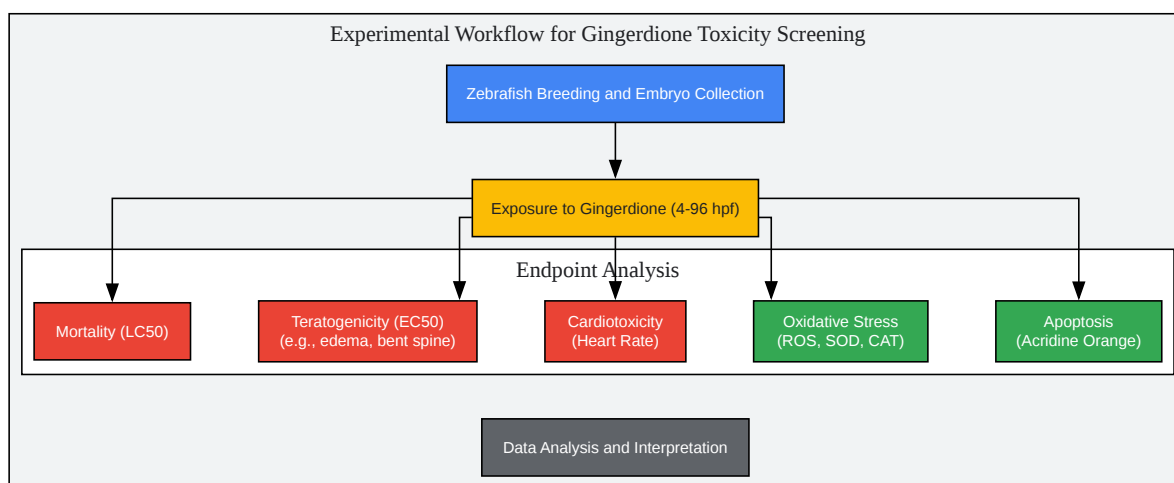 Experimental Workflow for Gingerdione Toxicity Screening
Zebrafish Breeding and Embryo Collection
Exposure to Gingerdione (4-96 hpf)
Endpoint Analysis
Mortality (LC50)
Teratogenicity (EC50)
(e.g., edema, bent spine)
Cardiotoxicity
(Heart Rate)
Oxidative Stress
(ROS, SOD, CAT)
Apoptosis
(Acridine Orange)
Data Analysis and Interpretation